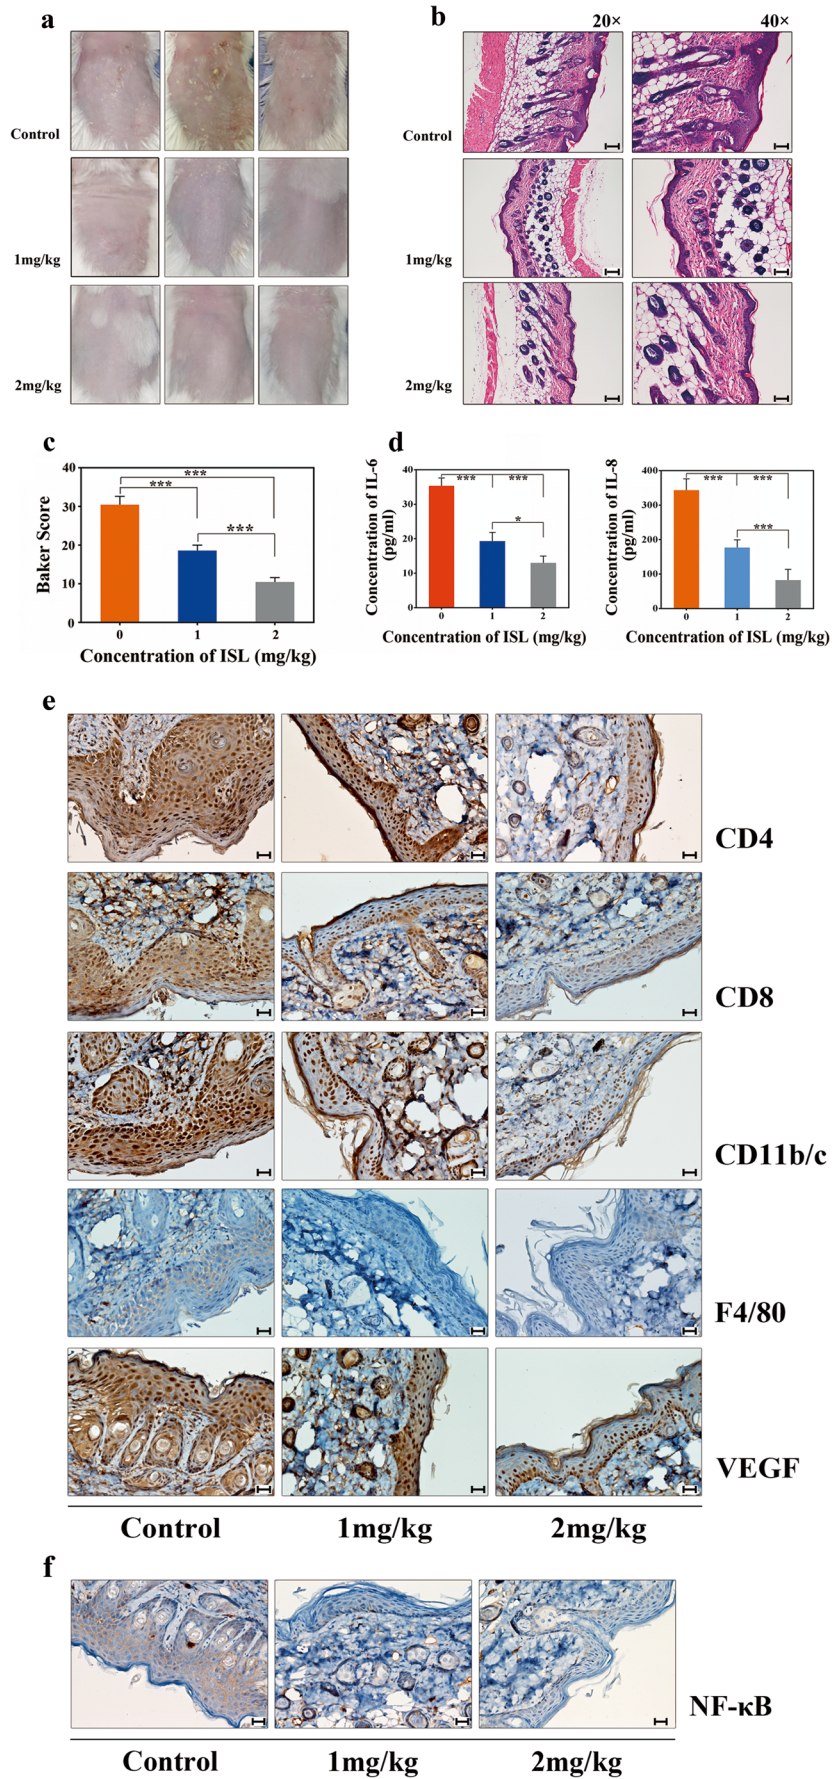 a
Control
1mg/kg
2mg/kg
b
20×
40×
Control
1mg/kg
2mg/kg
c
Baker Score
40
30
20
10
0
***
***
***
0
1
2
Concentration of ISL (mg/kg)
d
Concentration of IL-6
(pg/ml)
40
30
20
10
0
***
***
*
0
1
2
Concentration of ISL (mg/kg)
Concentration of IL-8
(pg/ml)
400
300
200
100
0
***
***
***
0
1
2
Concentration of ISL (mg/kg)
e
CD4
CD8
CD11b/c
F4/80
VEGF
Control
1mg/kg
2mg/kg
f
NF-κB
Control
1mg/kg
2mg/kg